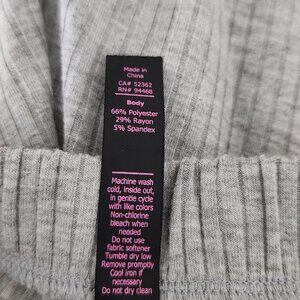 Made in
China
CA# 52362
RN# 94468
Body
66% Polyester
29% Rayon
5% Spandex
Machine wash
cold, inside out,
in gentle cycle
with like colors
Non-chlorine
bleach when
needed
Do not use
fabric softener
Tumble dry low
Remove promptly
Cool iron if
necessary
Do not dry clean